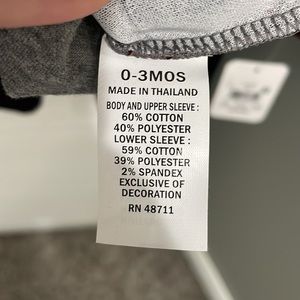 0-3MOS
MADE IN THAILAND
BODY AND UPPER SLEEVE :
60% COTTON
40% POLYESTER
LOWER SLEEVE :
59% COTTON
39% POLYESTER
2% SPANDEX
EXCLUSIVE OF
DECORATION
RN 48711